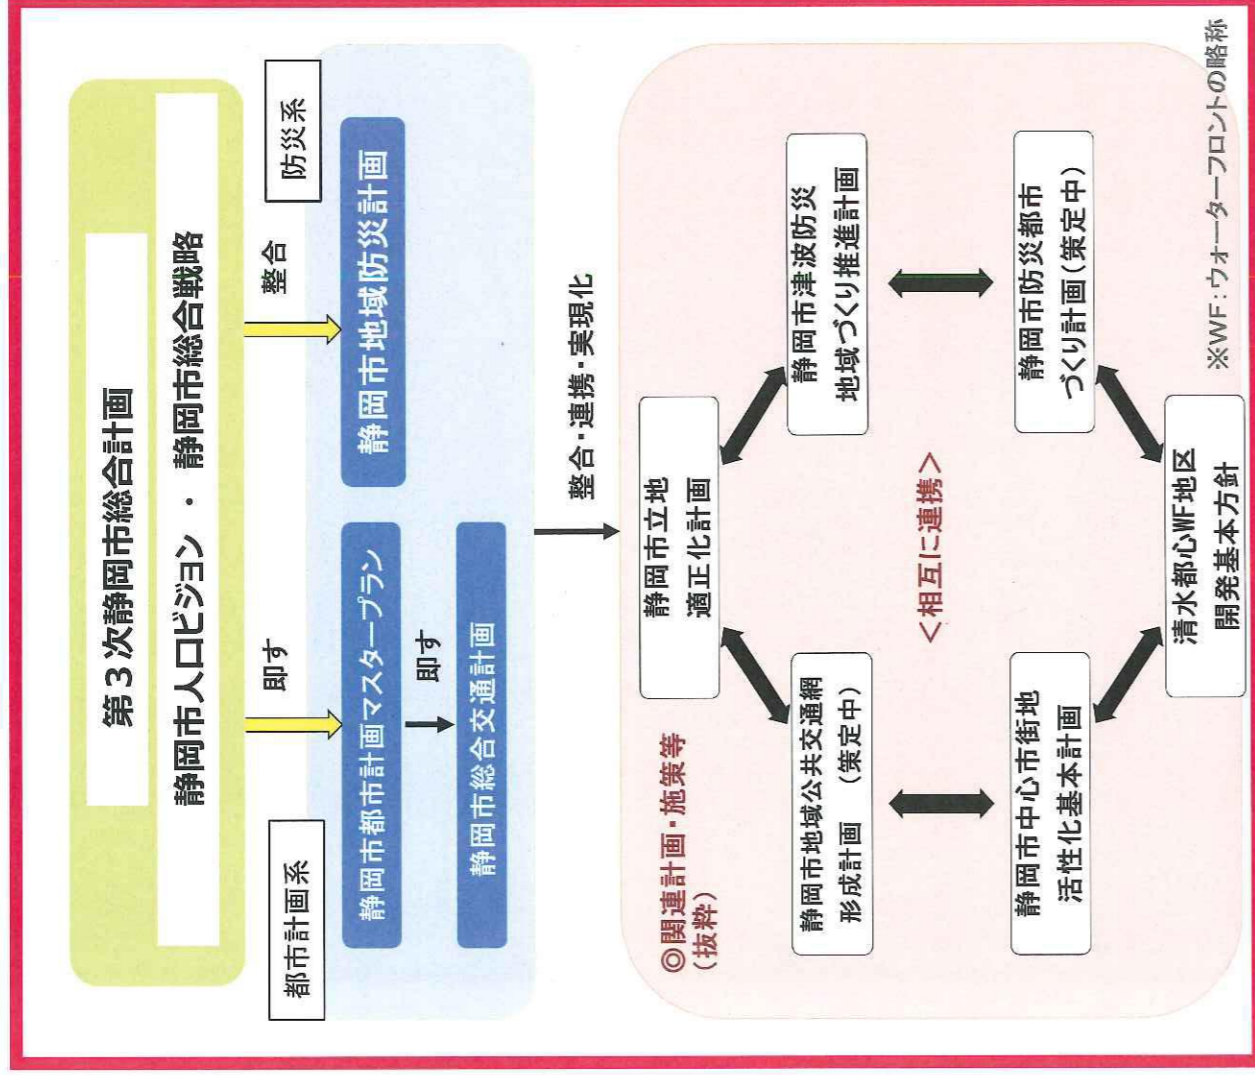 第３次静岡市総合計画
静岡市人口ビジョン ・ 静岡市総合戦略
即す
整合
都市計画系
防災系
静岡市都市計画マスタープラン
静岡市地域防災計画
即す
静岡市総合交通計画
整合・連携・実現化
◎関連計画・施策等
（抜粋）
静岡市立地
適正化計画
静岡市地域公共交通網
形成計画 （策定中）
静岡市津波防災
地域づくり推進計画
＜相互に連携＞
静岡市中心市街地
活性化基本計画
静岡市防災都市
づくり計画（策定中）
清水都心WF地区
開発基本方針
※WF：ウォーターフロントの略称